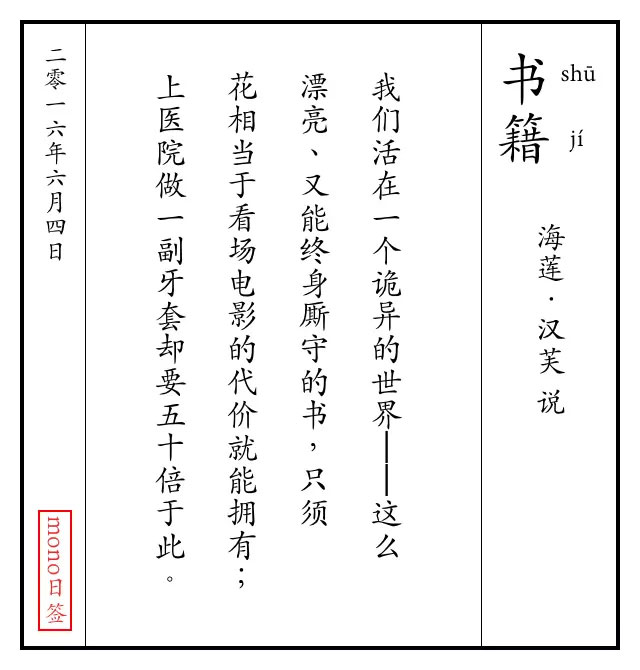 书籍
shū
jí
海莲·汉芙 说
我们活在一个诡异的世界——这么
漂亮、又能终身厮守的书，只须
花相当于看场电影的代价就能拥有；
上医院做一副牙套却要五十倍于此。
二零一六年六月四日
mono日签